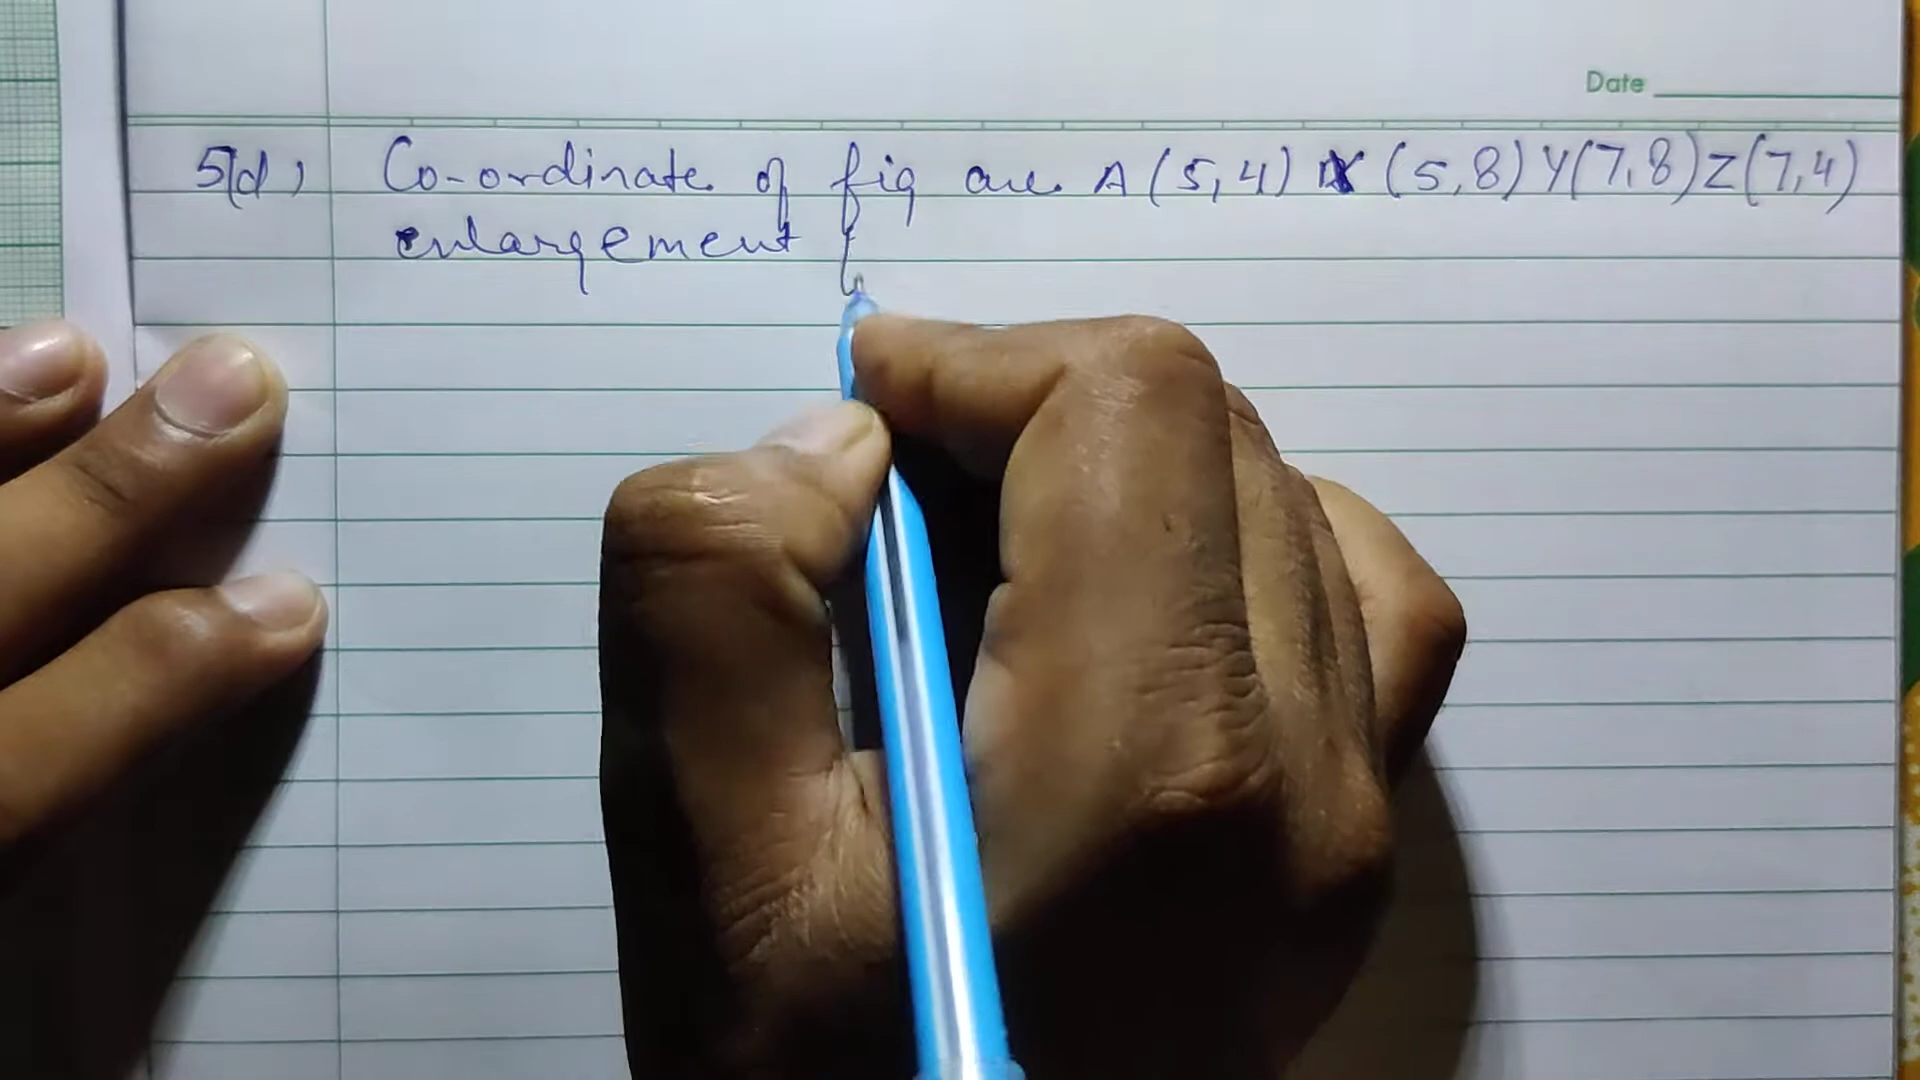 Date
5(d) Co-ordinate of fig are A(5,4) X(5,8) Y(7,8) Z(7,4)
enlargement f